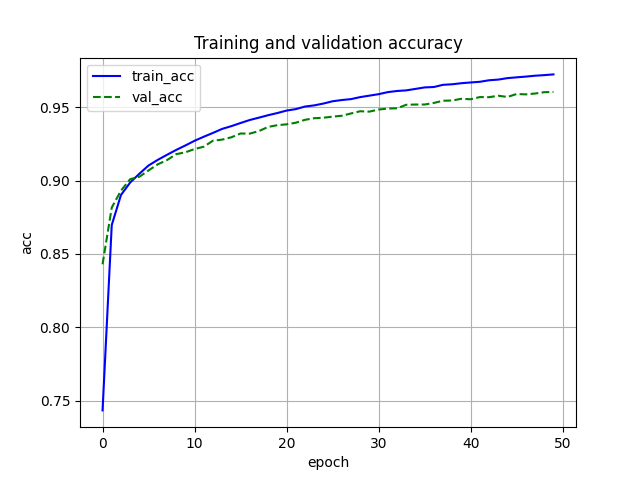 Training and validation accuracy
train_acc
val_acc
0.95
0.90
0.85
0.80
0.75
acc
0 10 20 30 40 50
epoch